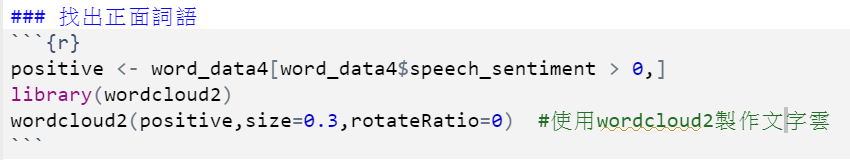 ### 找出正面詞語
```{r}
positive <- word_data4[word_data4$speech_sentiment > 0,]
library(wordcloud2)
wordcloud2(positive,size=0.3,rotateRatio=0)  #使用wordcloud2製作文字雲
```